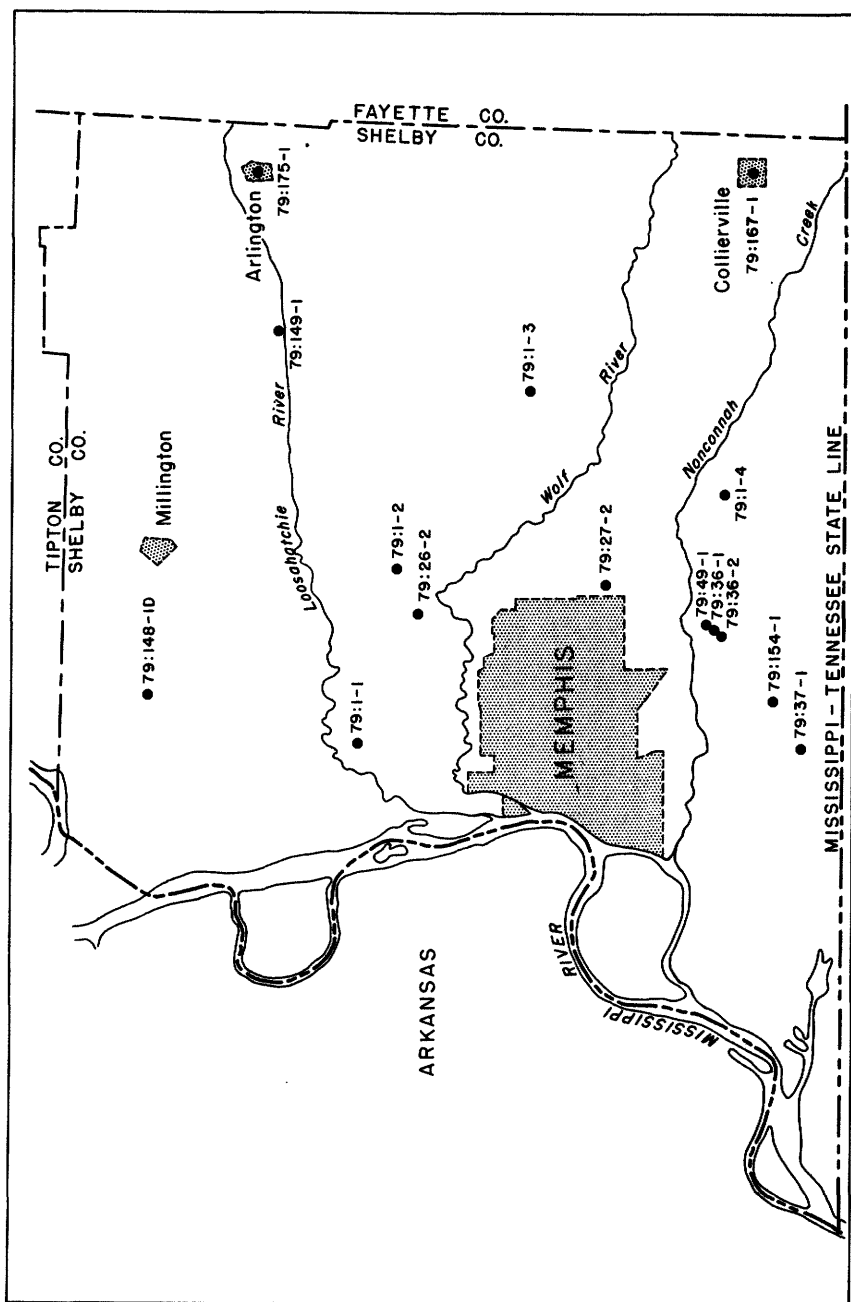 TIPTON CO.
SHELBY CO.
79:148-1D
Millington
FAYETTE CO.
SHELBY CO.
Arlington
79:175-1
79:149-1
Loosahatchie River
79:1-1
79:1-2
79:26-2
79:1-3
Wolf River
ARKANSAS
MEMPHIS
79:27-2
MISSISSIPPI RIVER
Collierville
79:167-1
Nonconnah Creek
79:1-4
79:49-1
79:36-1
79:36-2
79:154-1
79:37-1
MISSISSIPPI-TENNESSEE STATE LINE